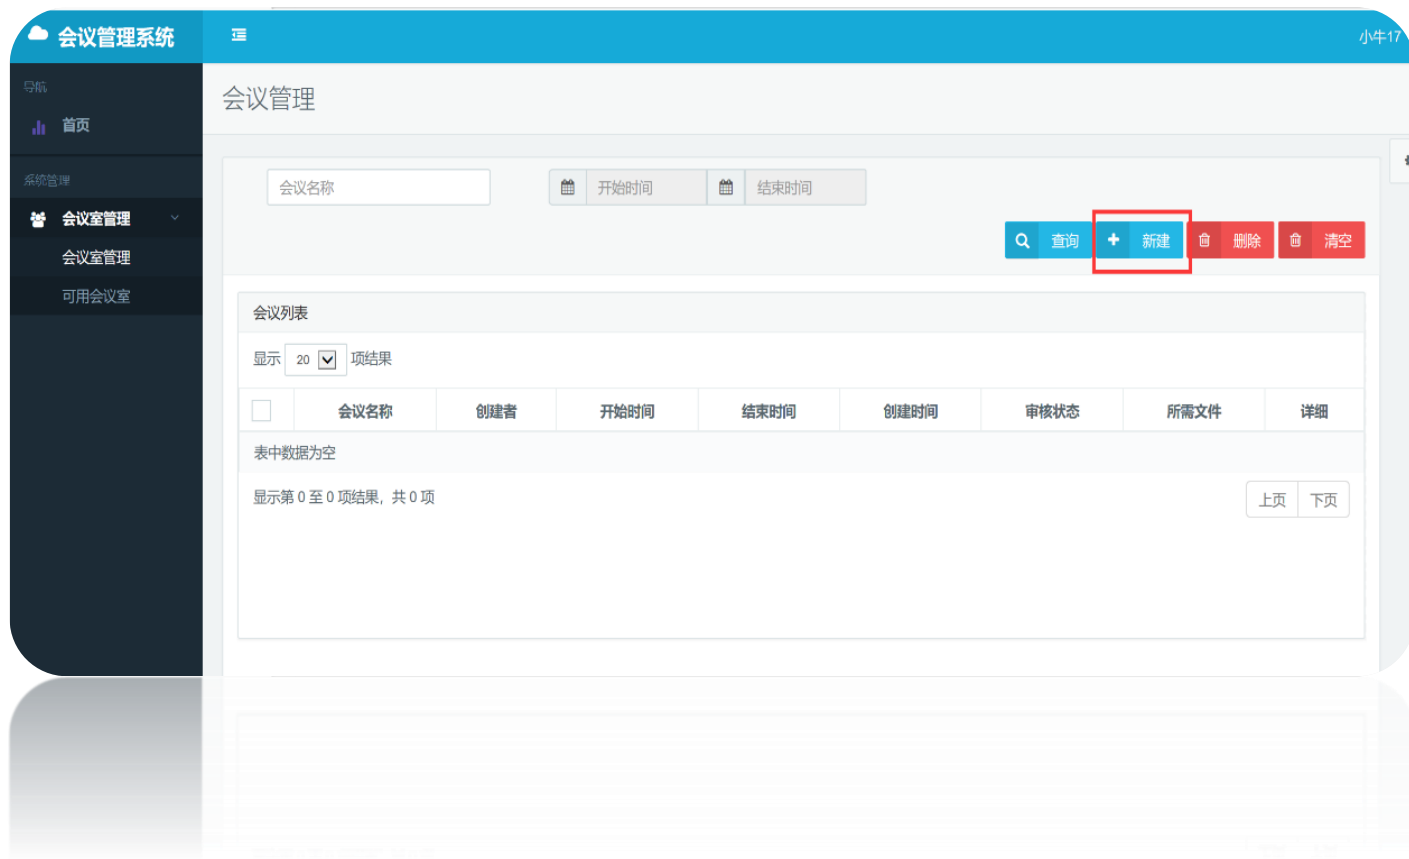 会议管理系统
小牛17
导航
首页
系统管理
会议室管理
会议室管理
可用会议室
会议管理
会议名称 开始时间 结束时间
查询 新建 删除 清空
会议列表
显示 20 项结果
会议名称 创建者 开始时间 结束时间 创建时间 审核状态 所需文件 详细
表中数据为空
显示第 0 至 0 项结果，共 0 项
上页 下页